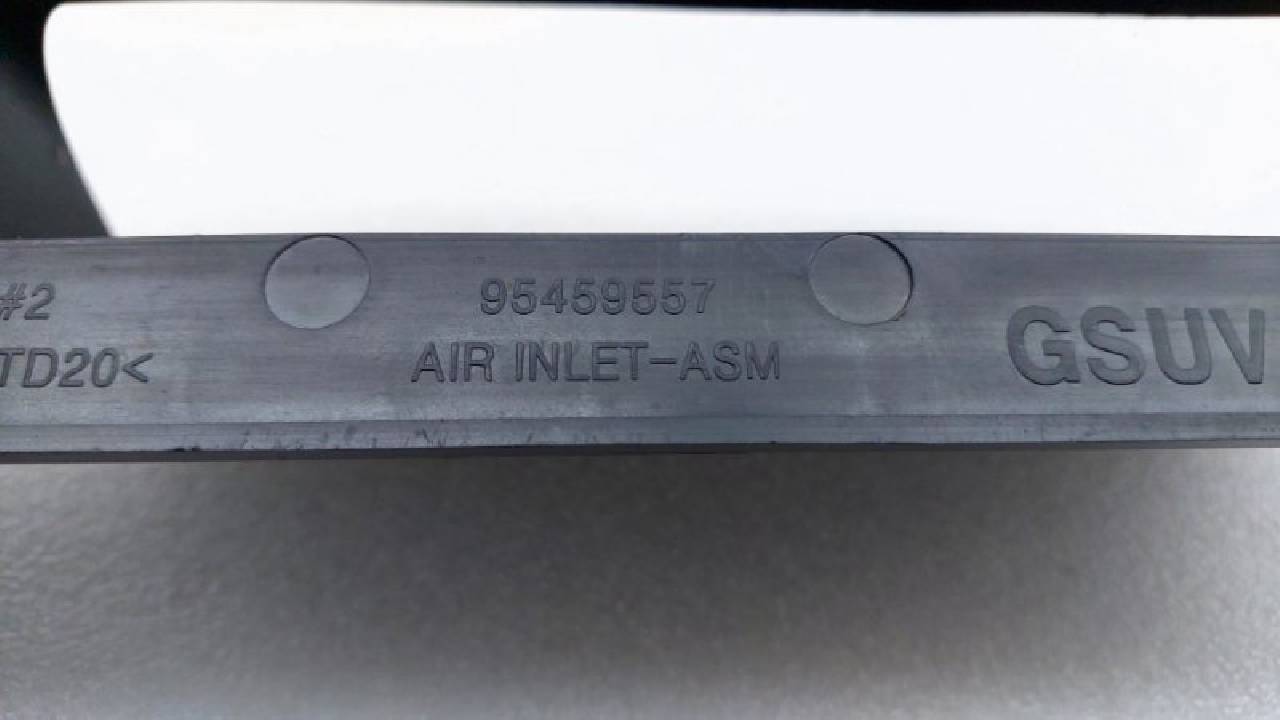 #2
TD20<
95459557
AIR INLET-ASM
GSUV